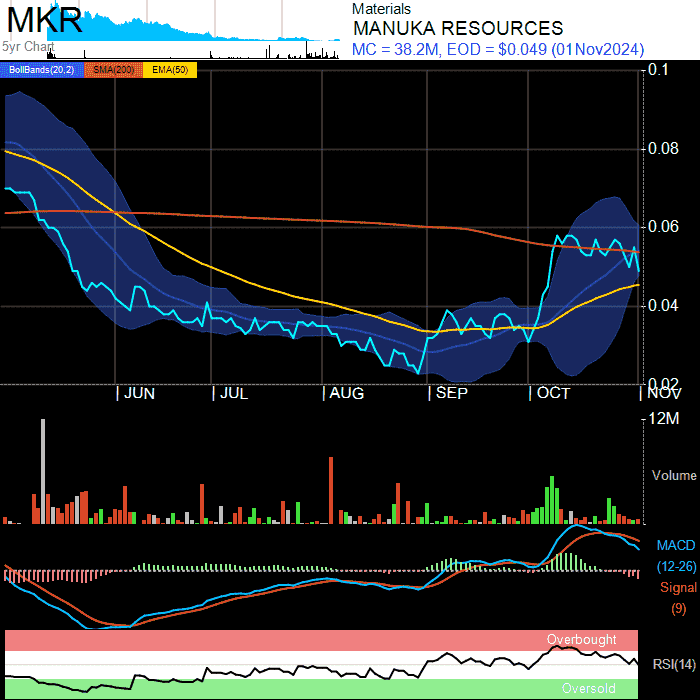 MKR
5yr Chart
Materials
MANUKA RESOURCES
MC = 38.2M, EOD = $0.049 (01Nov2024)
BollBands(20,2) SMA(200) EMA(50)
0.1
0.08
0.06
0.04
0.02
JUN JUL AUG SEP OCT NOV
12M
Volume
MACD
(12-26)
Signal
(9)
Overbought
RSI(14)
Oversold